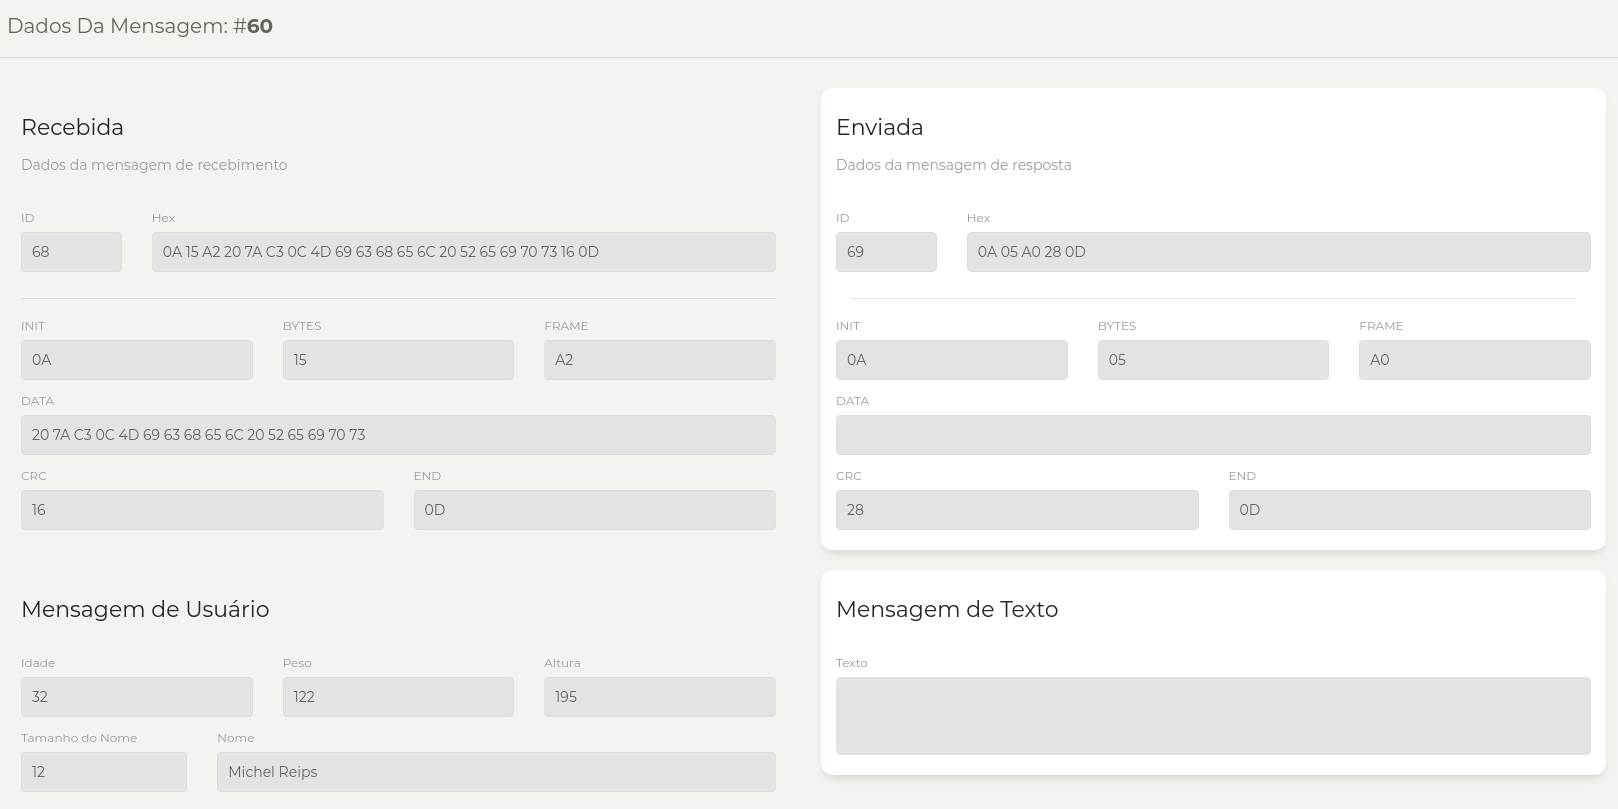 Dados Da Mensagem: #60
Recebida
Dados da mensagem de recebimento
ID
Hex
68
0A 15 A2 20 7A C3 0C 4D 69 63 68 65 6C 20 52 65 69 70 73 16 0D
INIT
BYTES
FRAME
0A
15
A2
DATA
20 7A C3 0C 4D 69 63 68 65 6C 20 52 65 69 70 73
CRC
END
16
0D
Enviada
Dados da mensagem de resposta
ID
Hex
69
0A 05 A0 28 0D
INIT
BYTES
FRAME
0A
05
A0
DATA
CRC
END
28
0D
Mensagem de Usuário
Idade
Peso
Altura
32
122
195
Tamanho do Nome
Nome
12
Michel Reips
Mensagem de Texto
Texto